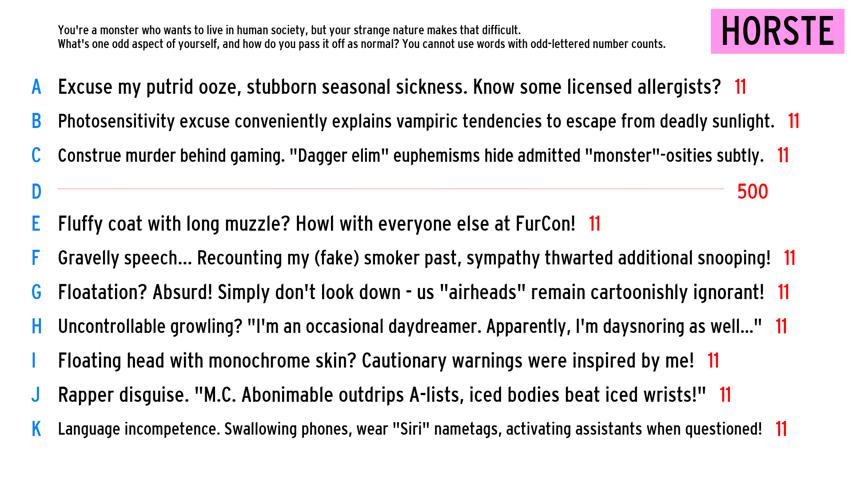 You're a monster who wants to live in human society, but your strange nature makes that difficult.
What's one odd aspect of yourself, and how do you pass it off as normal? You cannot use words with odd-lettered number counts.
HORSTE
A Excuse my putrid ooze, stubborn seasonal sickness. Know some licensed allergists? 11
B Photosensitivity excuse conveniently explains vampiric tendencies to escape from deadly sunlight. 11
C Construe murder behind gaming. "Dagger elim" euphemisms hide admitted "monster"-osities subtly. 11
D 500
E Fluffy coat with long muzzle? Howl with everyone else at FurCon! 11
F Gravelly speech... Recounting my (fake) smoker past, sympathy thwarted additional snooping! 11
G Floatation? Absurd! Simply don't look down - us "airheads" remain cartoonishly ignorant! 11
H Uncontrollable growling? "I'm an occasional daydreamer. Apparently, I'm daysnoring as well..." 11
I Floating head with monochrome skin? Cautionary warnings were inspired by me! 11
J Rapper disguise. "M.C. Abonimable outdrips A-lists, iced bodies beat iced wrists!" 11
K Language incompetence. Swallowing phones, wear "Siri" nametags, activating assistants when questioned! 11